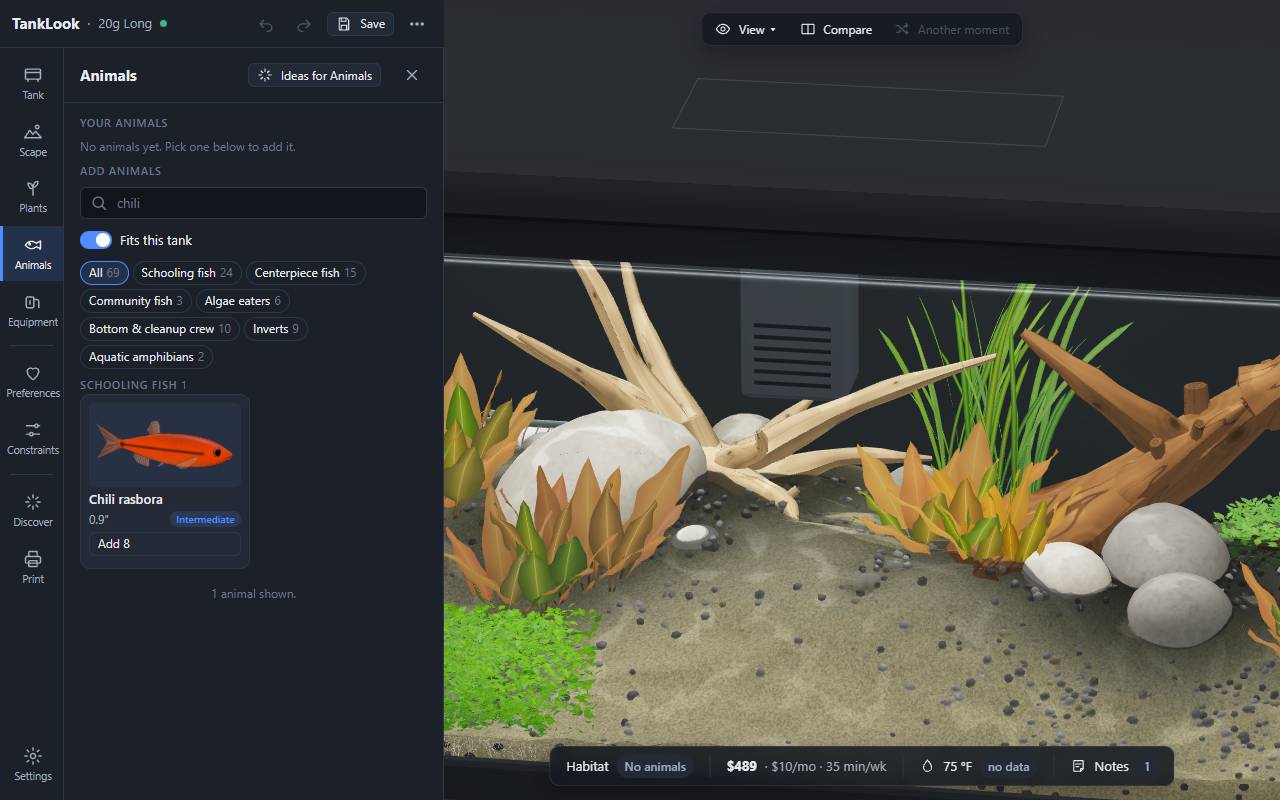 TankLook · 20g Long
Save
View
Compare
Another moment
Tank
Scape
Plants
Animals
Equipment
Preferences
Constraints
Discover
Print
Settings
Animals
Ideas for Animals
YOUR ANIMALS
No animals yet. Pick one below to add it.
ADD ANIMALS
chili
Fits this tank
All 69
Schooling fish 24
Centerpiece fish 15
Community fish 3
Algae eaters 6
Bottom & cleanup crew 10
Inverts 9
Aquatic amphibians 2
SCHOOLING FISH 1
Chili rasbora
0.9"
Intermediate
Add 8
1 animal shown.
Habitat No animals
$489 · $10/mo · 35 min/wk
75 °F no data
Notes 1